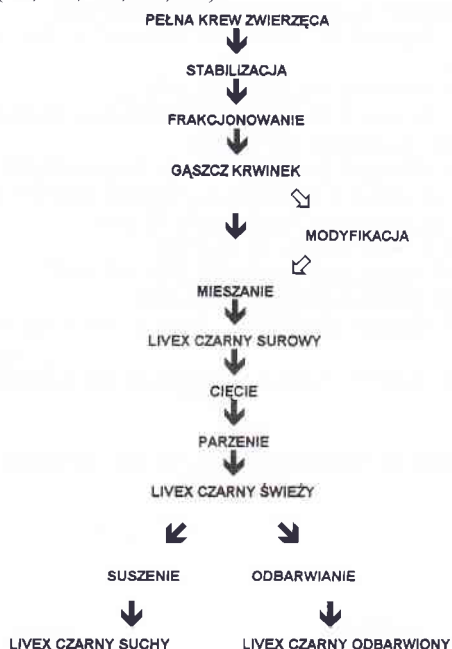 PEŁNA KREW ZWIERZĘCA
STABILIZACJA
FRAKCJONOWANIE
GĄSZCZ KRWINEK
MODYFIKACJA
MIESZANIE
LIVEX CZARNY SUROWY
CIĘCIE
PARZENIE
LIVEX CZARNY ŚWIEŻY
SUSZENIE ODBARWIANIE
LIVEX CZARNY SUCHY LIVEX CZARNY ODBARWIONY